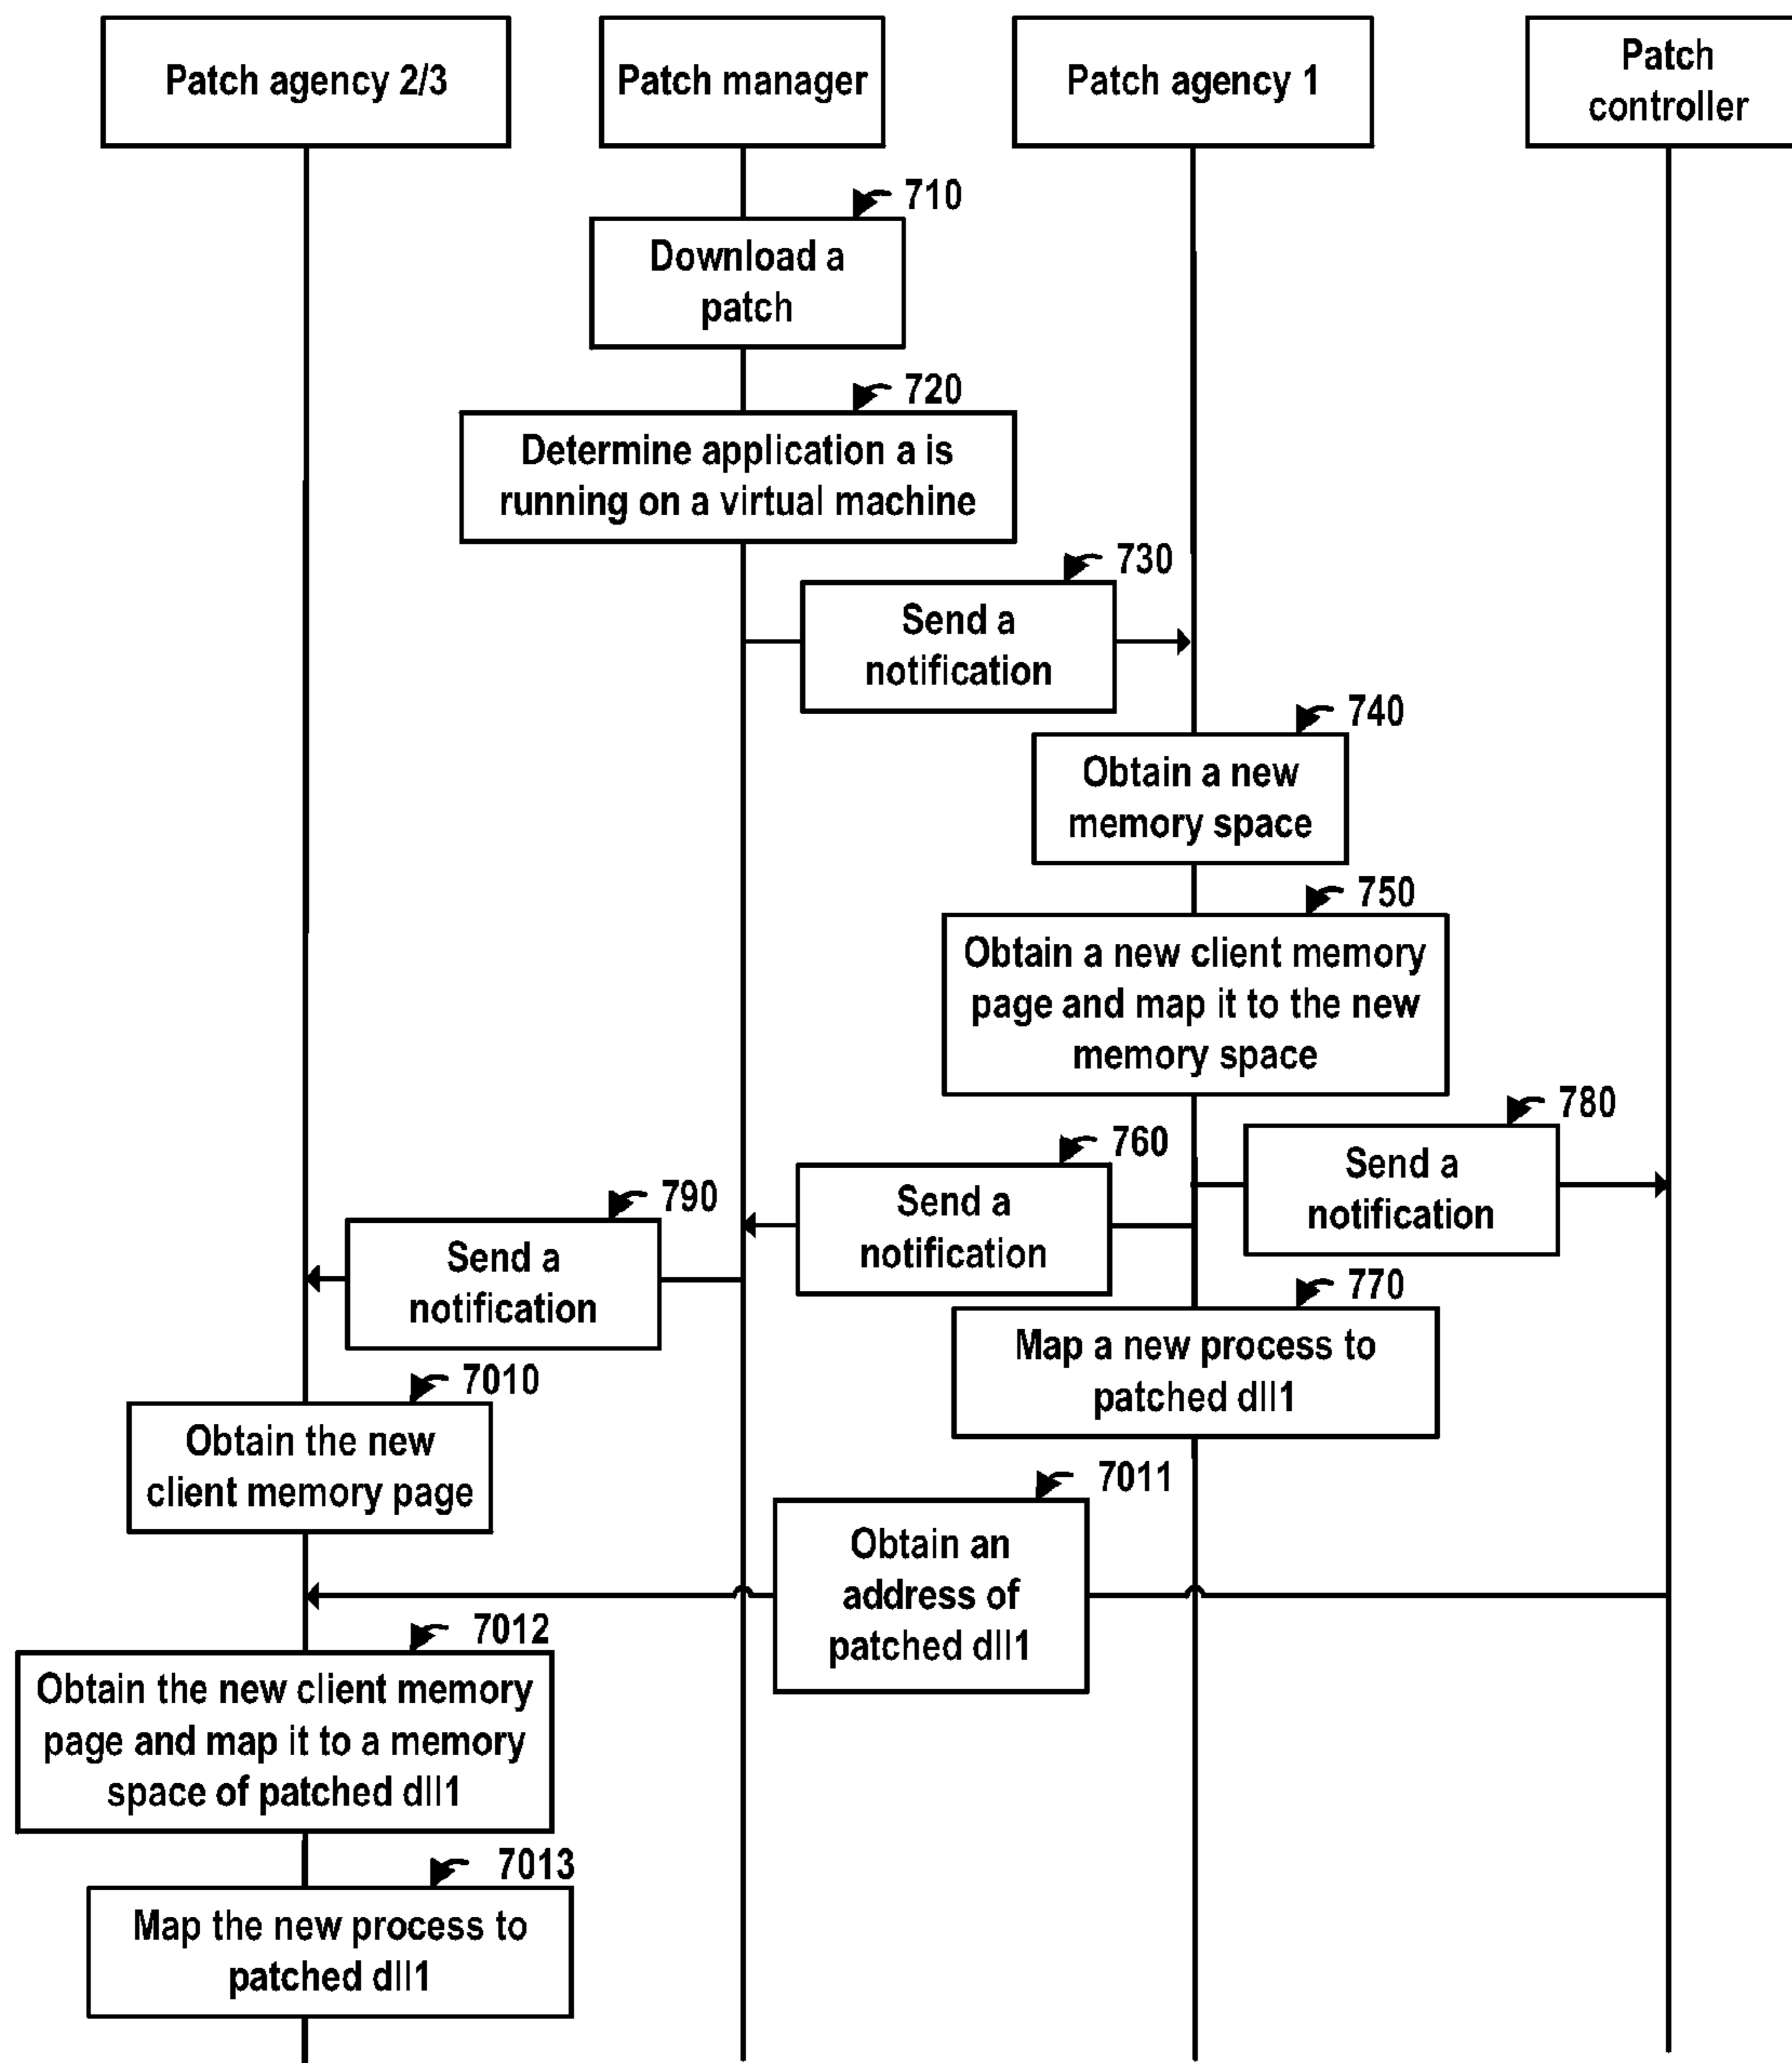 Patch agency 2/3
Patch manager
Patch agency 1
Patch
controller
710
Download a
patch
720
Determine application a is
running on a virtual machine
730
Send a
notification
740
Obtain a new
memory space
750
Obtain a new client memory
page and map it to the new
memory space
780
Send a
notification
760
Send a
notification
790
Send a
notification
770
Map a new process to
patched dll1
7010
Obtain the new
client memory page
7011
Obtain an
address of
patched dll1
7012
Obtain the new client memory
page and map it to a memory
space of patched dll1
7013
Map the new process to
patched dll1